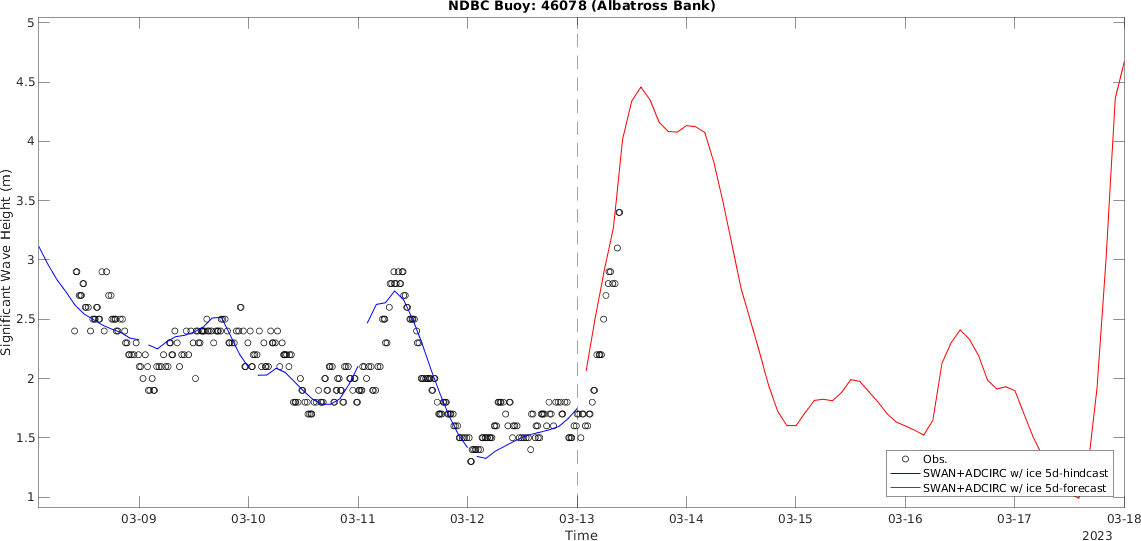 NDBC Buoy: 46078 (Albatross Bank)
5
4.5
4
3.5
3
2.5
2
1.5
1
Significant Wave Height (m)
Obs.
SWAN+ADCIRC w/ ice 5d-hindcast
SWAN+ADCIRC w/ ice 5d-forecast
03-09 03-10 03-11 03-12 03-13 03-14 03-15 03-16 03-17 03-18
Time
2023